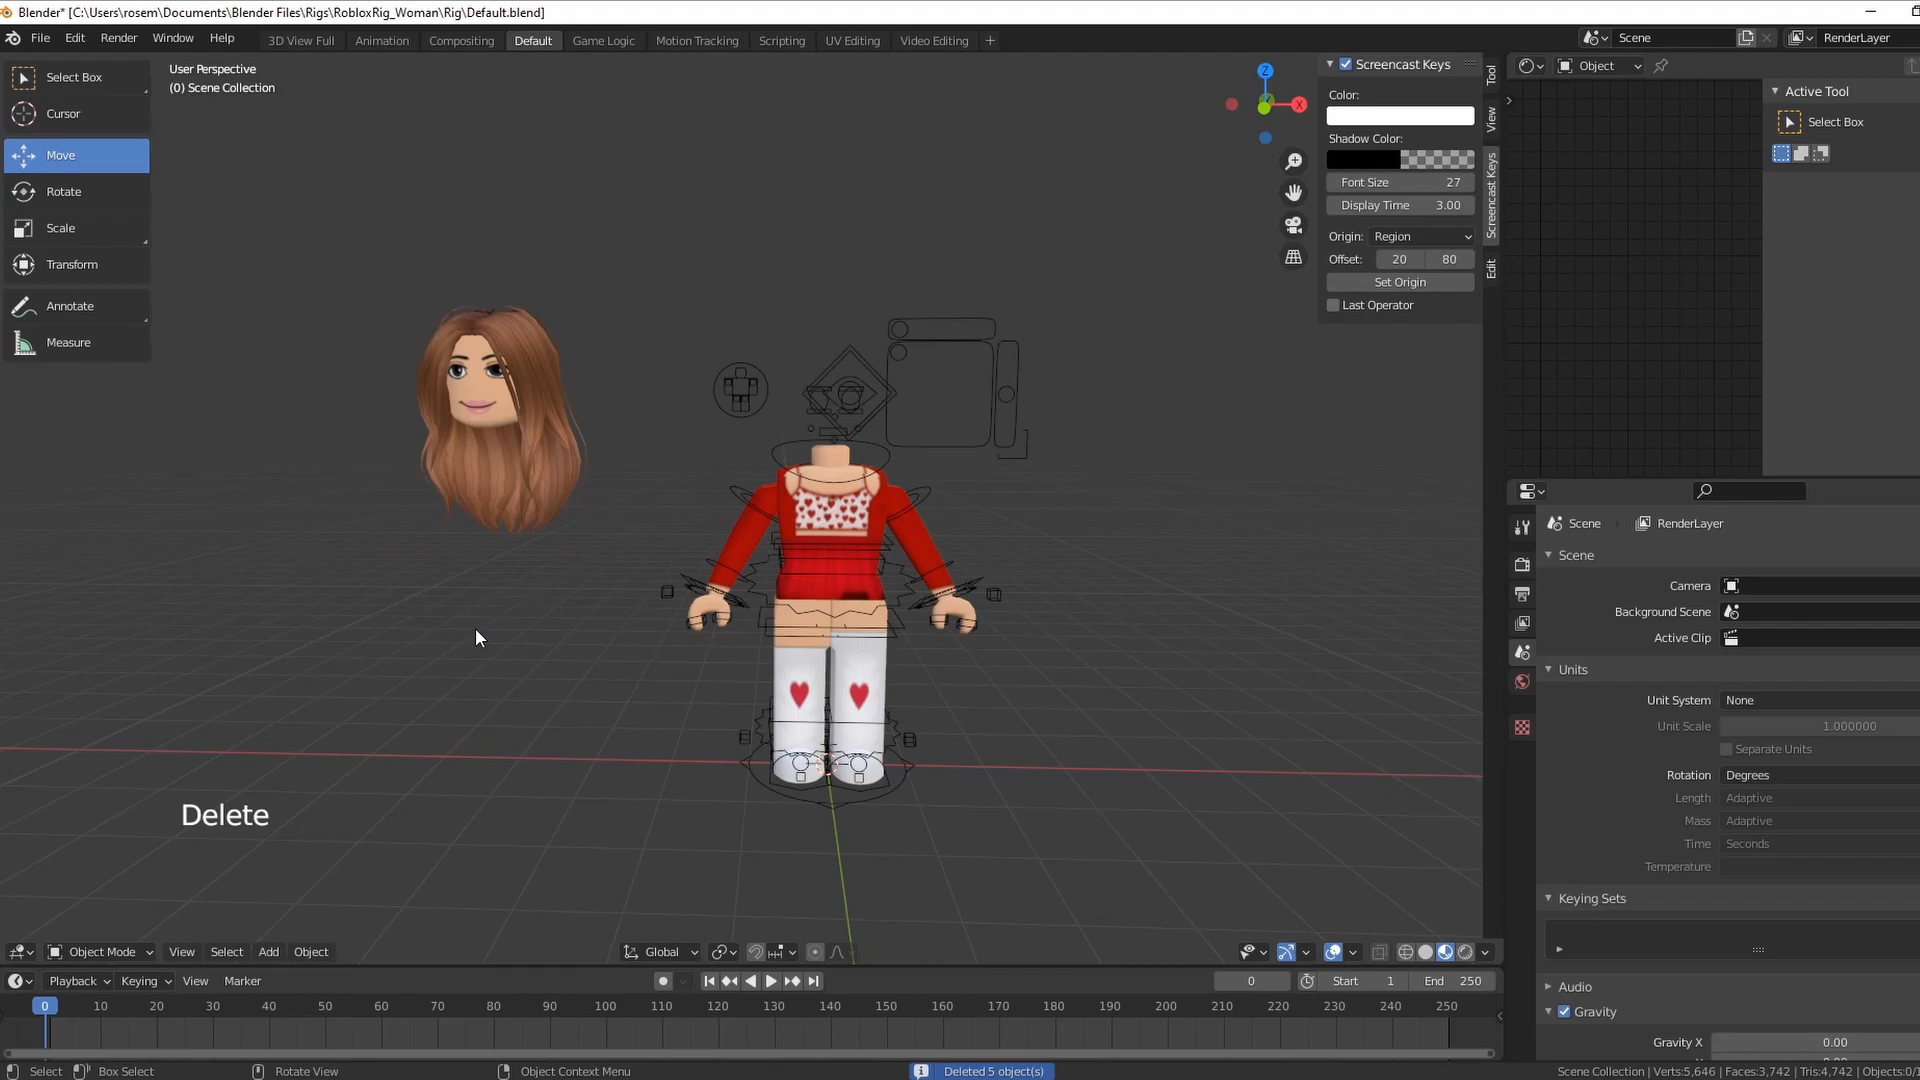 Blender* [C:\Users\rosem\Documents\Blender Files\Rigs\RobloxRig_Woman\Rig\Default.blend]
File Edit Render Window Help 3D View Full Animation Compositing Default Game Logic Motion Tracking Scripting UV Editing Video Editing + Scene RenderLayer
Select Box
Cursor
Move
Rotate
Scale
Transform
Annotate
Measure
User Perspective
(0) Scene Collection
Z
X
Screencast Keys
Color:
Shadow Color:
Font Size 27
Display Time 3.00
Origin: Region
Offset: 20 80
Set Origin
Last Operator
Tool
View
Screencast Keys
Edit
Object
Active Tool
Select Box
Scene RenderLayer
Scene
Camera
Background Scene
Active Clip
Units
Unit System None
Unit Scale 1.000000
Separate Units
Rotation Degrees
Length Adaptive
Mass Adaptive
Time Seconds
Temperature
Keying Sets
Audio
Gravity
Gravity X 0.00
Delete
Object Mode View Select Add Object Global
Playback Keying View Marker 0 Start 1 End 250
0 10 20 30 40 50 60 70 80 90 100 110 120 130 140 150 160 170 180 190 200 210 220 230 240 250
Select Box Select Rotate View Object Context Menu Deleted 5 object(s) Scene Collection | Verts:5,646 | Faces:3,742 | Tris:4,742 | Objects:0/1